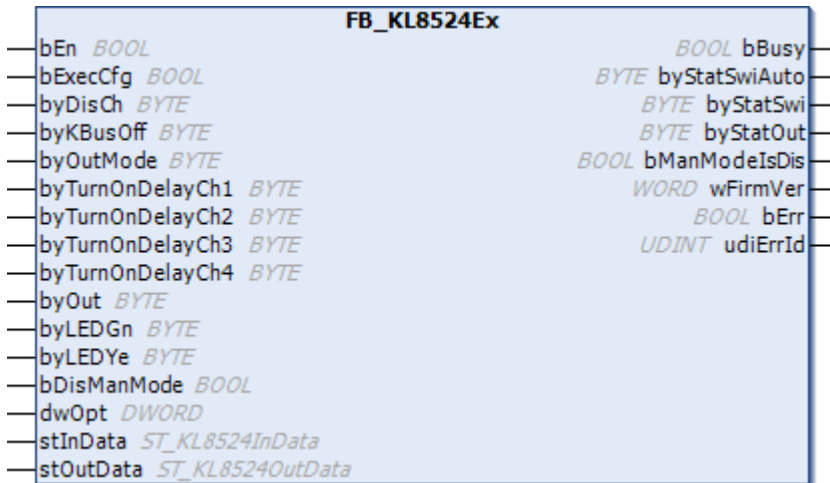 FB_KL8524Ex
bEn BOOL BOOL bBusy
bExecCfg BOOL BYTE byStatSwiAuto
byDisCh BYTE BYTE byStatSwi
byKBusOff BYTE BYTE byStatOut
byOutMode BYTE BOOL bManModeIsDis
byTurnOnDelayCh1 BYTE WORD wFirmVer
byTurnOnDelayCh2 BYTE BOOL bErr
byTurnOnDelayCh3 BYTE UDINT udiErrId
byTurnOnDelayCh4 BYTE
byOut BYTE
byLEDGn BYTE
byLEDYe BYTE
bDisManMode BOOL
dwOpt DWORD
stInData ST_KL8524InData
stOutData ST_KL8524OutData